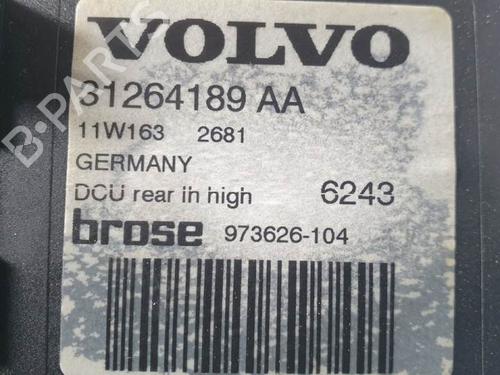 VOLVO
31264189 AA
11W163 2681
GERMANY
DCU rear lh high 6243
brose 973626-104
B-PARTS